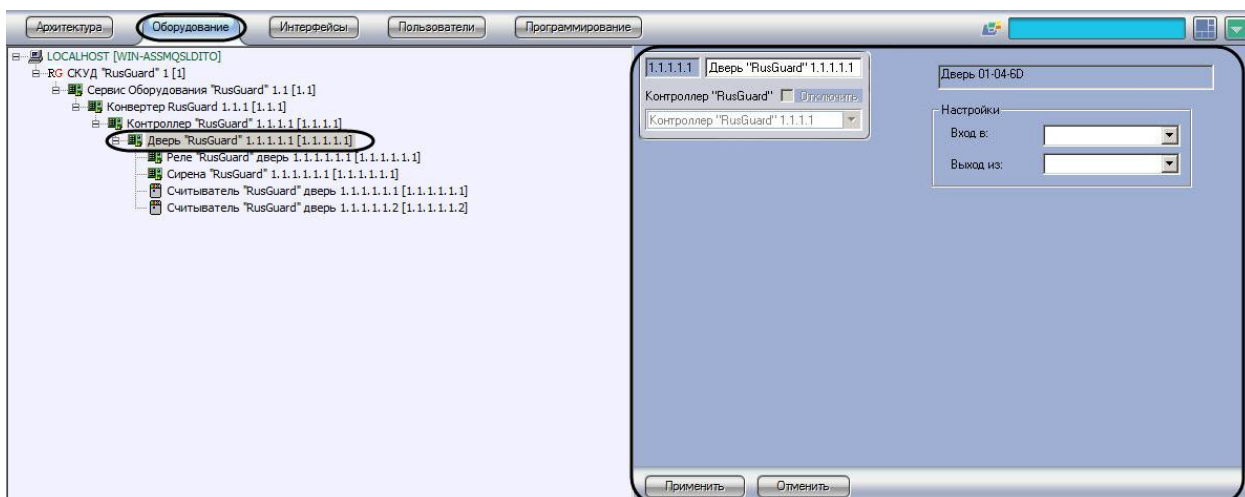 Архитектура Оборудование Интерфейсы Пользователи Программирование
LOCALHOST [WIN-ASSMQSLDITO]
RG СКУД "RusGuard" 1 [1]
Сервис Оборудования "RusGuard" 1.1 [1.1]
Конвертер RusGuard 1.1.1 [1.1.1]
Контроллер "RusGuard" 1.1.1.1 [1.1.1.1]
Дверь "RusGuard" 1.1.1.1.1 [1.1.1.1.1]
Реле "RusGuard" дверь 1.1.1.1.1.1 [1.1.1.1.1.1]
Сирена "RusGuard" 1.1.1.1.1.1 [1.1.1.1.1.1]
Считыватель "RusGuard" дверь 1.1.1.1.1.1 [1.1.1.1.1.1]
Считыватель "RusGuard" дверь 1.1.1.1.1.2 [1.1.1.1.1.2]
1.1.1.1.1 Дверь "RusGuard" 1.1.1.1.1
Контроллер "RusGuard" Отключить
Контроллер "RusGuard" 1.1.1.1
Дверь 01-04-6D
Настройки
Вход в:
Выход из:
Применить Отменить